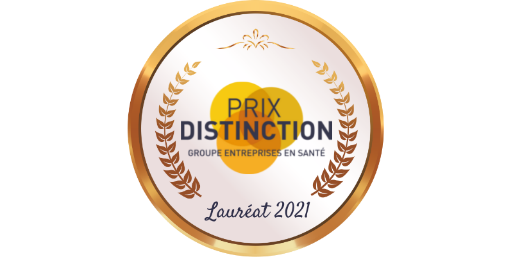 PRIX
DISTINCTION
GROUPE ENTREPRISES EN SANTÉ
Lauréat 2021